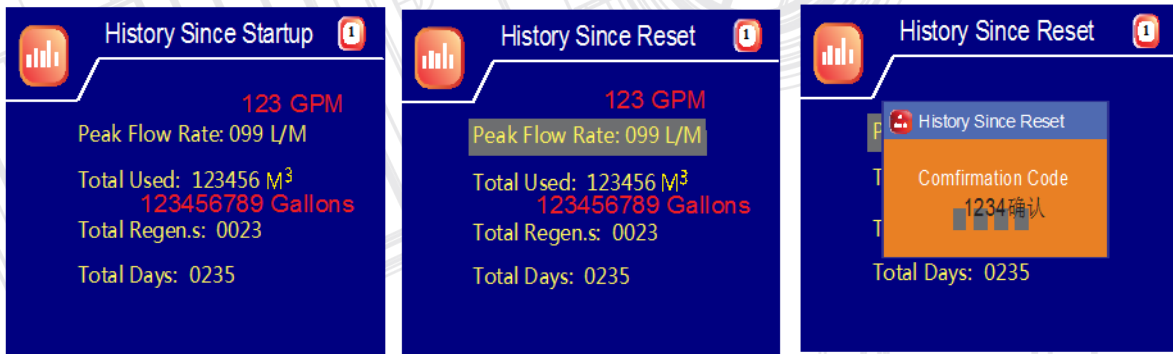 History Since Startup 1
123 GPM
Peak Flow Rate: 099 L/M
Total Used: 123456 M³
123456789 Gallons
Total Regen.s: 0023
Total Days: 0235
History Since Reset 1
123 GPM
Peak Flow Rate: 099 L/M
Total Used: 123456 M³
123456789 Gallons
Total Regen.s: 0023
Total Days: 0235
History Since Reset 1
P
History Since Reset
T
Comfirmation Code
1234确认
T
Total Days: 0235